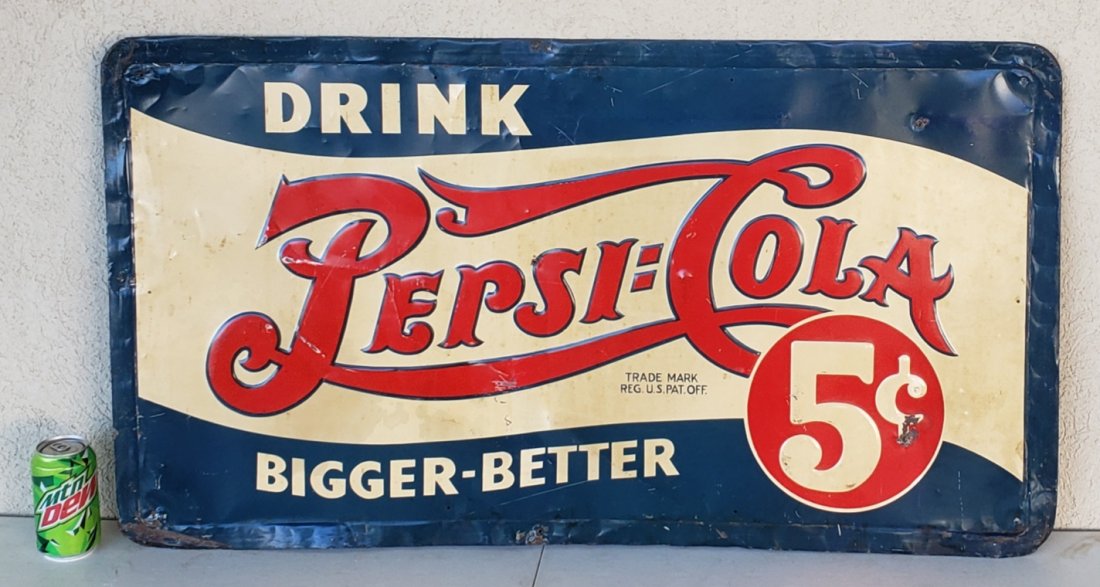 DRINK
PEPSI=COLA
TRADE MARK
REG. U.S. PAT. OFF.
5¢
BIGGER-BETTER
Mtn
Dew